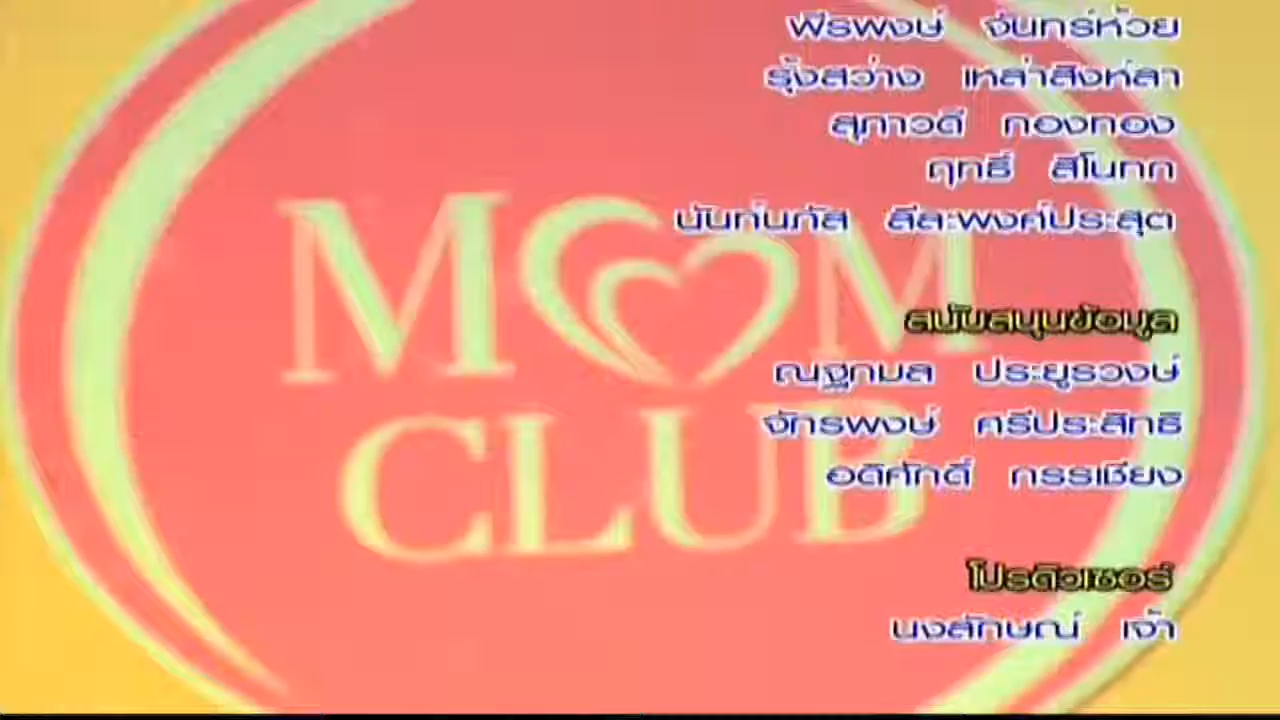 พีรพงษ์ จันทร์ห้วย
รุ้งสว่าง เหล่าสิงห์ลา
สุภาวดี กองทอง
ฤทธิ์ สิโนทก
นันท์นภัส ลีละพงศ์ประสุต
MOM
CLUB
สนับสนุนข้อมูล
ณฐกมล ประยูรวงษ์
จักรพงษ์ ศรีประสิทธิ
อดิศักดิ์ กรรเชียง
โปรดิวเซอร์
นงลักษณ์ เจ้า